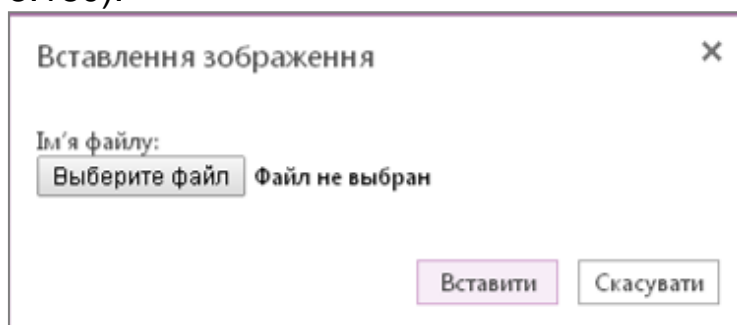 Вставлення зображення ×
Ім'я файлу:
Выберите файл Файл не выбран
Вставити Скасувати